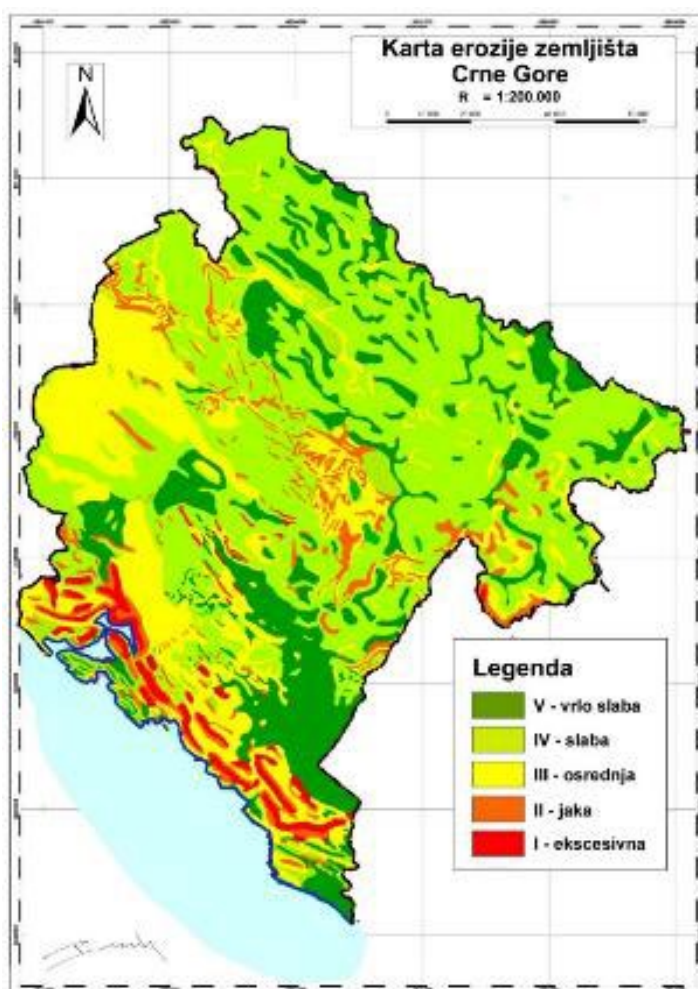 Karta erozije zemljišta
Crne Gore
R = 1:200.000
N
Legenda
V - vrlo slaba
IV - slaba
III - osrednja
II - jaka
I - ekscesivna